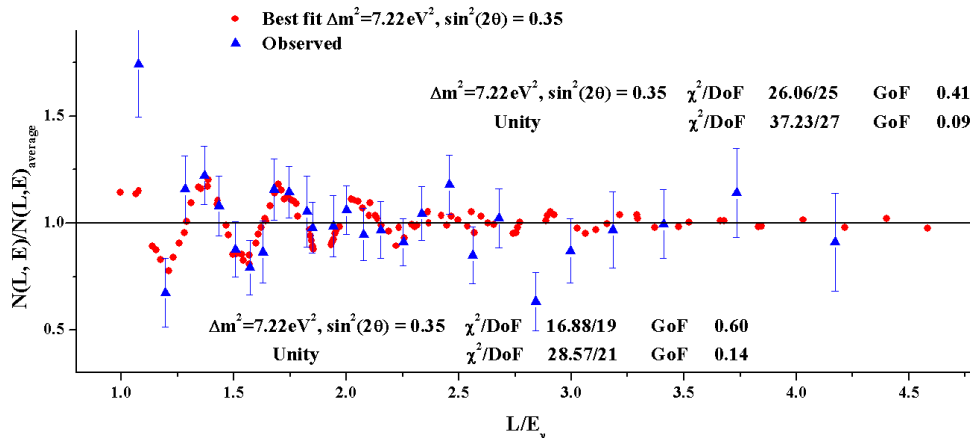 Best fit Δm²=7.22eV², sin²(2θ) = 0.35
Observed
Δm²=7.22eV², sin²(2θ) = 0.35 χ²/DoF 26.06/25 GoF 0.41
Unity χ²/DoF 37.23/27 GoF 0.09
N(L, E)/N(L,E)average
1.5
1.0
0.5
Δm²=7.22eV², sin²(2θ) = 0.35 χ²/DoF 16.88/19 GoF 0.60
Unity χ²/DoF 28.57/21 GoF 0.14
1.0 1.5 2.0 2.5 3.0 3.5 4.0 4.5
L/Eν